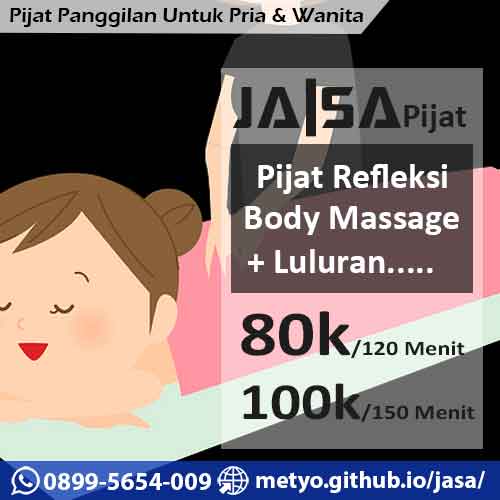 Pijat Panggilan Untuk Pria & Wanita
JA|SA Pijat
Pijat Refleksi
Body Massage
+ Luluran.....
80k/120 Menit
100k/150 Menit
0899-5654-009 metyo.github.io/jasa/